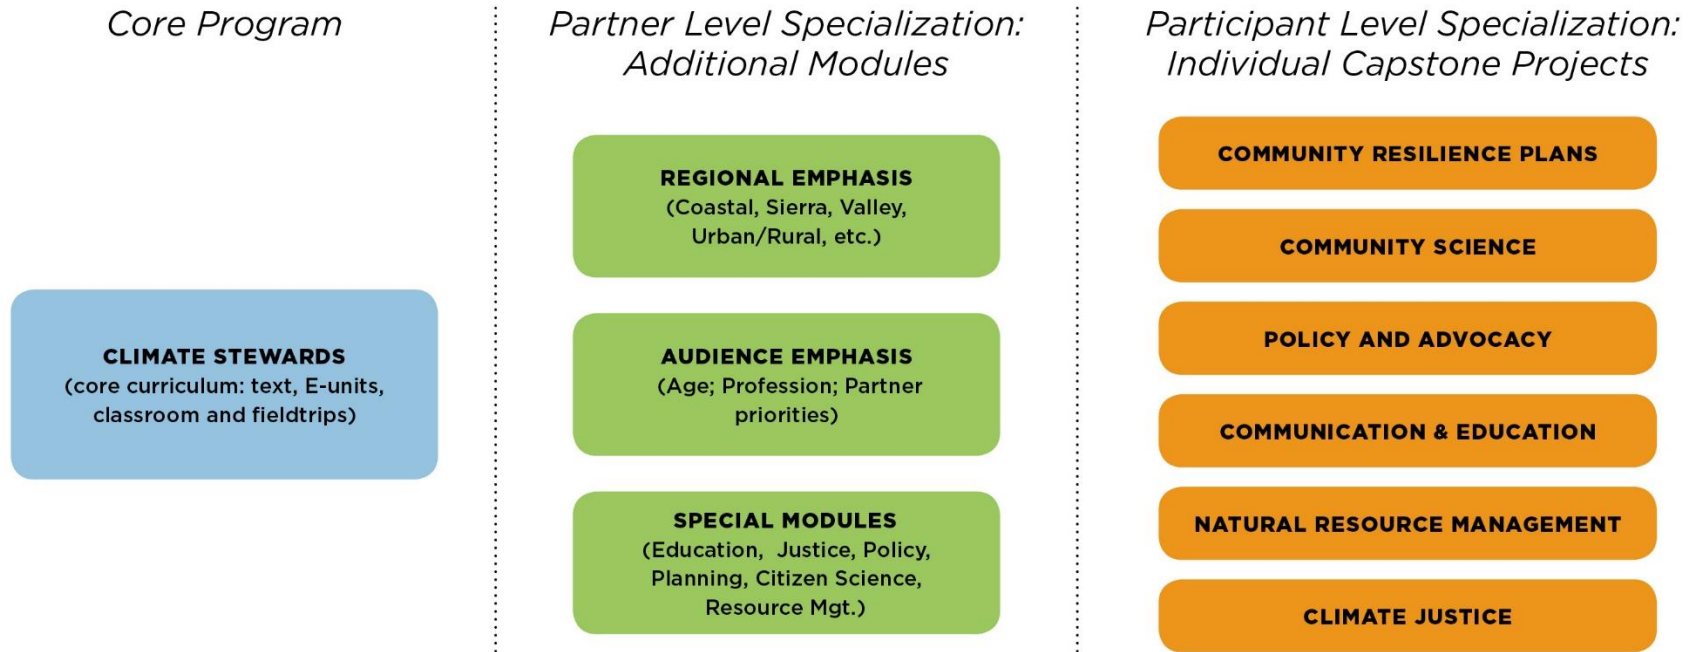 Core Program
CLIMATE STEWARDS
(core curriculum: text, E-units,
classroom and fieldtrips)
Partner Level Specialization:
Additional Modules
REGIONAL EMPHASIS
(Coastal, Sierra, Valley,
Urban/Rural, etc.)
AUDIENCE EMPHASIS
(Age; Profession; Partner
priorities)
SPECIAL MODULES
(Education, Justice, Policy,
Planning, Citizen Science,
Resource Mgt.)
Participant Level Specialization:
Individual Capstone Projects
COMMUNITY RESILIENCE PLANS
COMMUNITY SCIENCE
POLICY AND ADVOCACY
COMMUNICATION & EDUCATION
NATURAL RESOURCE MANAGEMENT
CLIMATE JUSTICE